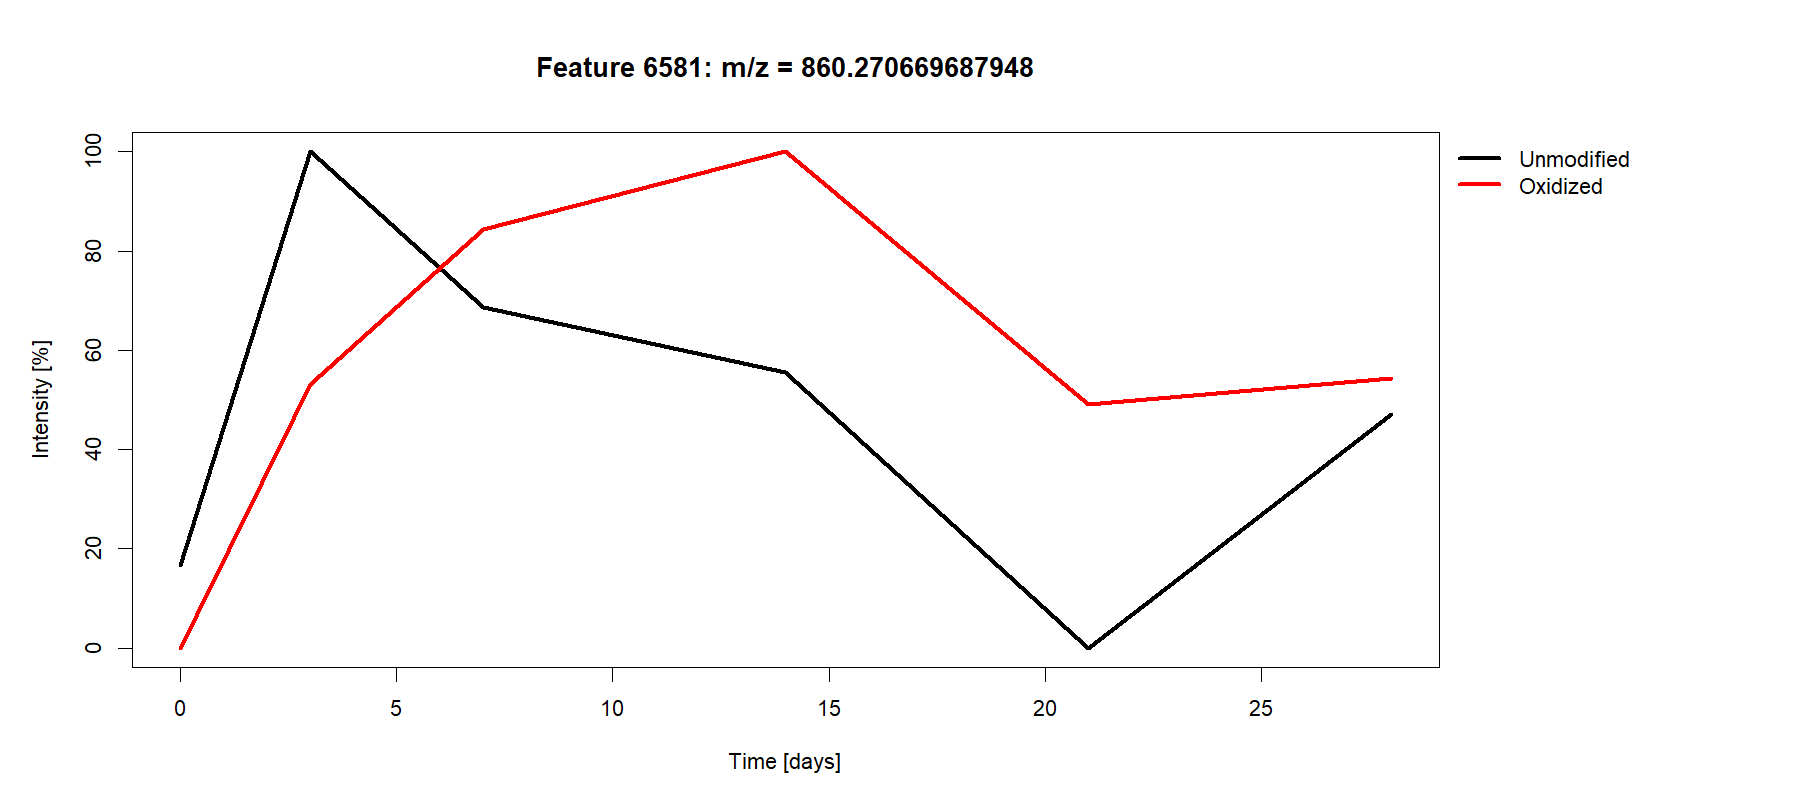 Feature 6581: m/z = 860.270669687948
Unmodified
Oxidized
Intensity [%]
100
80
60
40
20
0
0 5 10 15 20 25
Time [days]